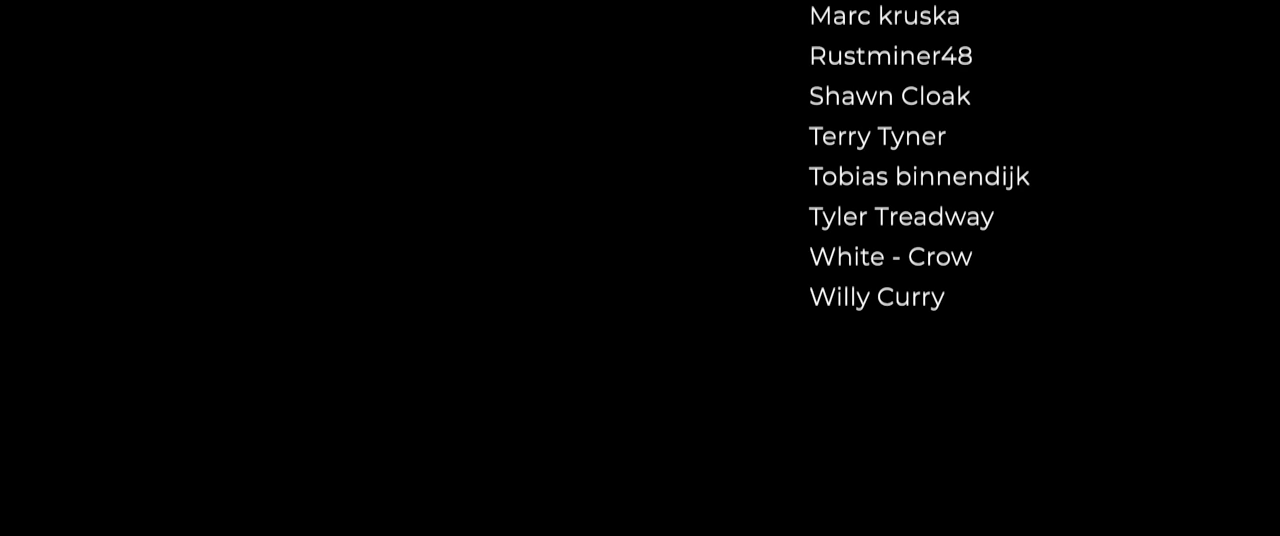 Marc kruska
Rustminer48
Shawn Cloak
Terry Tyner
Tobias binnendijk
Tyler Treadway
White - Crow
Willy Curry